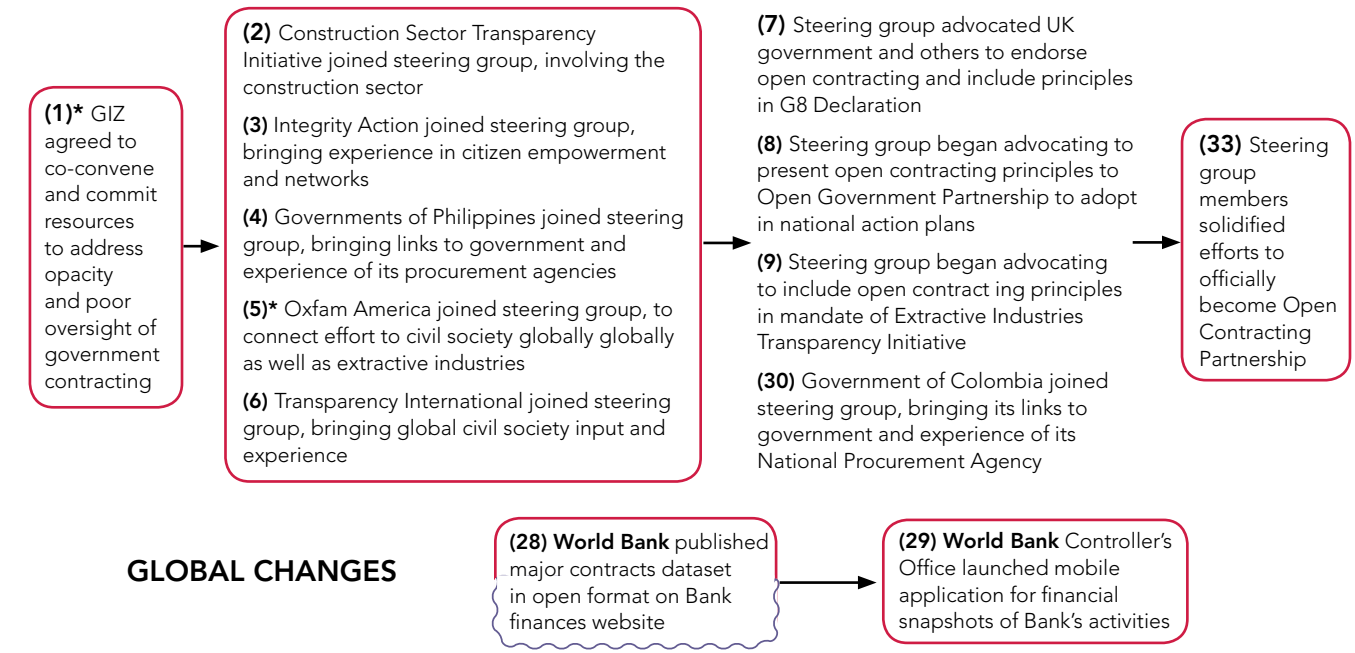 (1)* GIZ
agreed to
co-convene
and commit
resources
to address
opacity
and poor
oversight of
government
contracting
(2) Construction Sector Transparency
Initiative joined steering group, involving the
construction sector
(3) Integrity Action joined steering group,
bringing experience in citizen empowerment
and networks
(4) Governments of Philippines joined steering
group, bringing links to government and
experience of its procurement agencies
(5)* Oxfam America joined steering group, to
connect effort to civil society globally globally
as well as extractive industries
(6) Transparency International joined steering
group, bringing global civil society input and
experience
(7) Steering group advocated UK
government and others to endorse
open contracting and include principles
in G8 Declaration
(8) Steering group began advocating to
present open contracting principles to
Open Government Partnership to adopt
in national action plans
(9) Steering group began advocating
to include open contract ing principles
in mandate of Extractive Industries
Transparency Initiative
(30) Government of Colombia joined
steering group, bringing its links to
government and experience of its
National Procurement Agency
(33) Steering
group
members
solidified
efforts to
officially
become Open
Contracting
Partnership
GLOBAL CHANGES
(28) World Bank published
major contracts dataset
in open format on Bank
finances website
(29) World Bank Controller's
Office launched mobile
application for financial
snapshots of Bank's activities